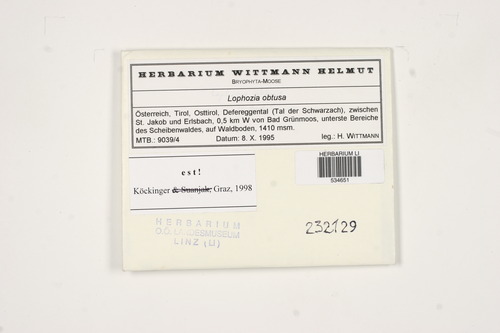 HERBARIUM WITTMANN HELMUT
BRYOPHYTA-MOOSE
Lophozia obtusa
Österreich, Tirol, Osttirol, Defereggental (Tal der Schwarzach), zwischen
St. Jakob und Erlsbach, 0,5 km W von Bad Grünmoos, unterste Bereiche
des Scheibenwaldes, auf Waldboden, 1410 msm.
MTB.: 9039/4 Datum: 8. X. 1995 leg.: H. WITTMANN
HERBARIUM LI
534651
est!
Köckinger & Suanjak, Graz, 1998
HERBARIUM
O.Ö. LANDESMUSEUM
LINZ (LI)
232129